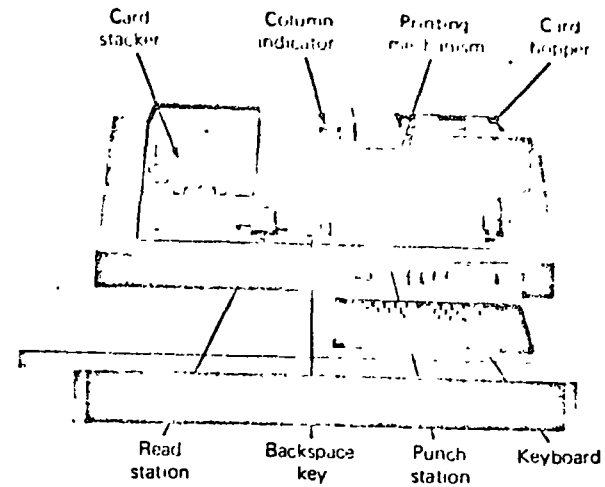 Card
stacker
Column
indicator
Printing
mechanism
Card
hopper
Read
station
Backspace
key
Punch
station
Keyboard